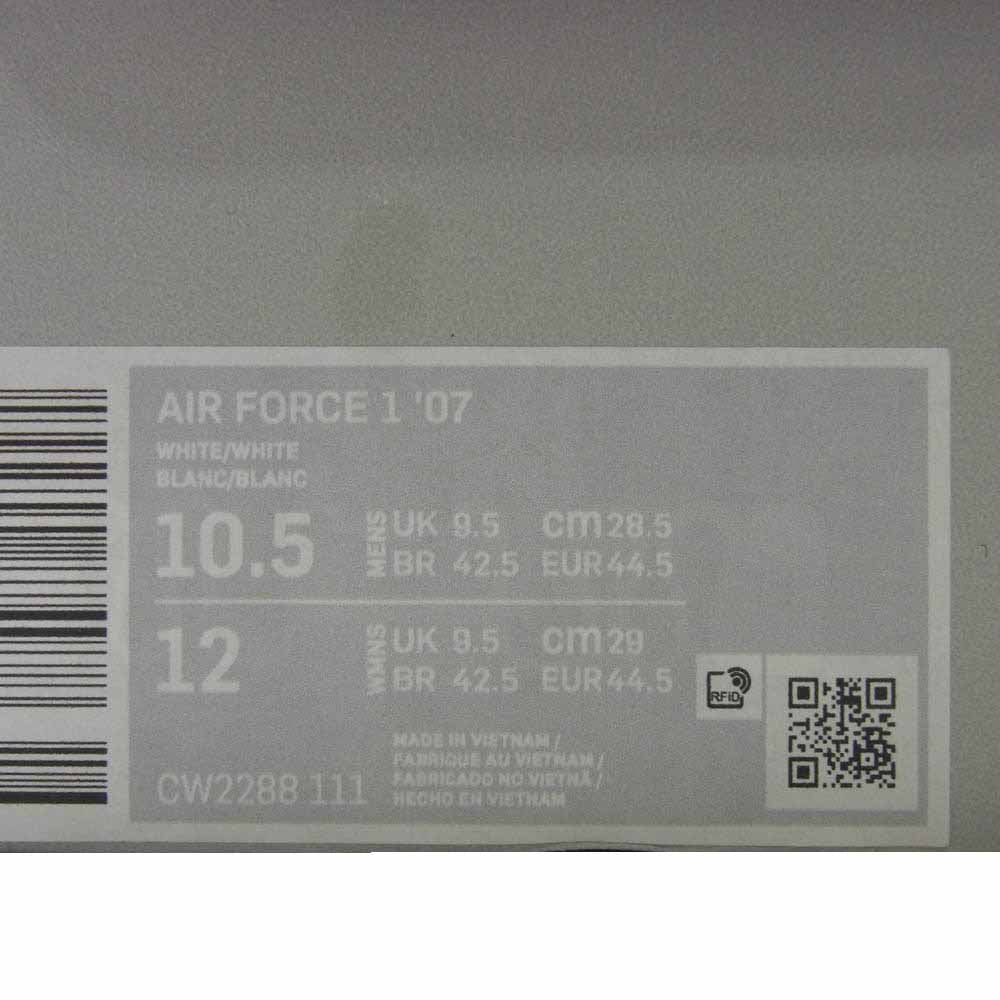 AIR FORCE 1 '07
WHITE/WHITE
BLANC/BLANC
10.5 MENS UK 9.5 cm 28.5
BR 42.5 EUR 44.5
12 WMNS UK 9.5 cm 29
BR 42.5 EUR 44.5
RFID
MADE IN VIETNAM /
FABRIQUE AU VIETNAM /
FABRICADO NO VIETNÃ /
HECHO EN VIETNAM
CW2288 111